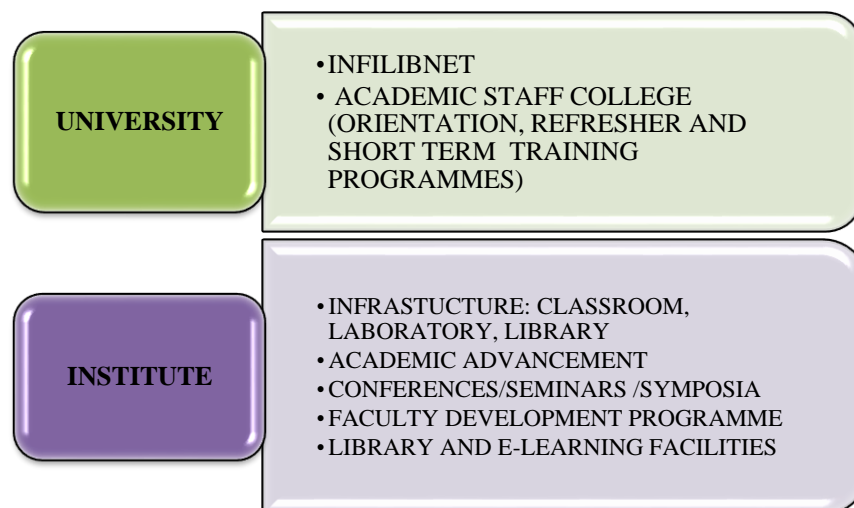 UNIVERSITY
•INFILIBNET
• ACADEMIC STAFF COLLEGE
(ORIENTATION, REFRESHER AND
SHORT TERM TRAINING
PROGRAMMES)
INSTITUTE
•INFRASTUCTURE: CLASSROOM,
LABORATORY, LIBRARY
•ACADEMIC ADVANCEMENT
•CONFERENCES/SEMINARS /SYMPOSIA
•FACULTY DEVELOPMENT PROGRAMME
•LIBRARY AND E-LEARNING FACILITIES